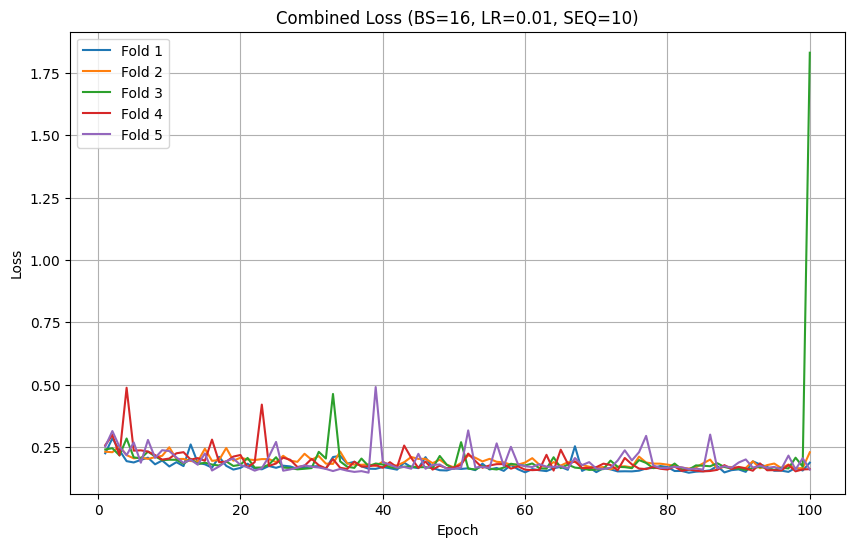 Combined Loss (BS=16, LR=0.01, SEQ=10)
Fold 1
Fold 2
Fold 3
Fold 4
Fold 5
1.75
1.50
1.25
1.00
0.75
0.50
0.25
Loss
0 20 40 60 80 100
Epoch